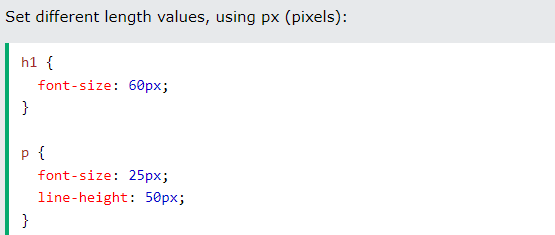 Set different length values, using px (pixels):
h1 {
  font-size: 60px;
}
p {
  font-size: 25px;
  line-height: 50px;
}